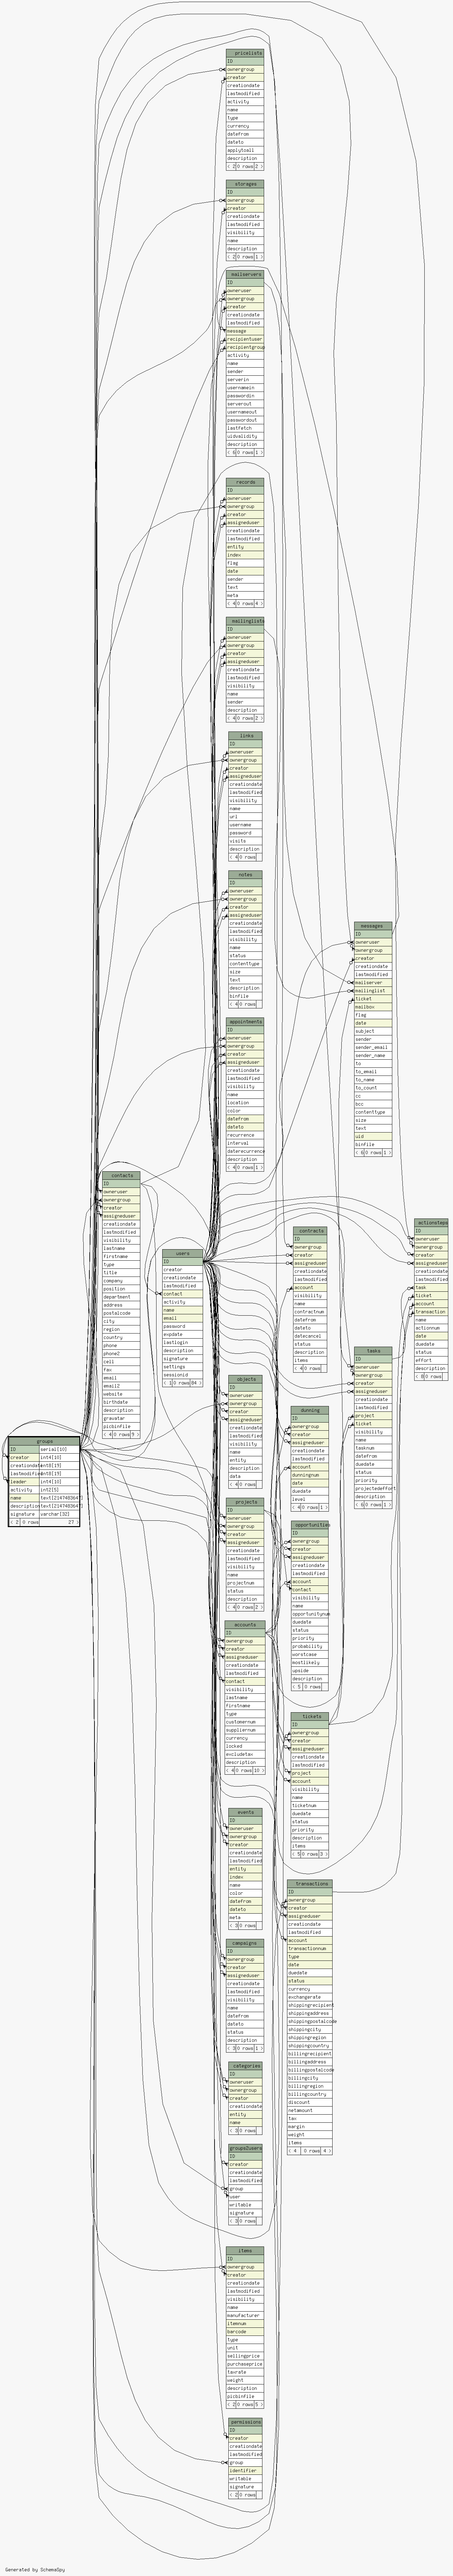 pricelists
ID
ownergroup
creator
creationdate
lastmodified
activity
name
type
currency
datefrom
dateto
applytoall
description
< 2 0 rows 2 >
storages
ID
ownergroup
creator
creationdate
lastmodified
visibility
name
description
< 2 0 rows 1 >
mailservers
ID
owneruser
ownergroup
creator
creationdate
lastmodified
message
recipientuser
recipientgroup
activity
name
sender
serverin
usernamein
passwordin
serverout
usernameout
passwordout
lastfetch
uidvalidity
description
< 6 0 rows 1 >
records
ID
owneruser
ownergroup
creator
assigneduser
creationdate
lastmodified
entity
index
flag
date
sender
text
meta
< 4 0 rows 4 >
mailinglists
ID
owneruser
ownergroup
creator
assigneduser
creationdate
lastmodified
visibility
name
sender
description
< 4 0 rows 2 >
links
ID
owneruser
ownergroup
creator
assigneduser
creationdate
lastmodified
visibility
name
url
username
password
visits
description
< 4 0 rows
notes
ID
owneruser
ownergroup
creator
assigneduser
creationdate
lastmodified
visibility
name
status
contenttype
size
text
description
binfile
< 4 0 rows
messages
ID
owneruser
ownergroup
creator
creationdate
lastmodified
mailserver
mailinglist
ticket
mailbox
flag
date
subject
sender
sender_email
sender_name
to
to_email
to_name
to_count
cc
bcc
contenttype
size
text
uid
binfile
< 6 0 rows 1 >
appointments
ID
owneruser
ownergroup
creator
assigneduser
creationdate
lastmodified
visibility
name
location
color
datefrom
dateto
recurrence
interval
daterecurrence
description
< 4 0 rows 1 >
contacts
ID
owneruser
ownergroup
creator
assigneduser
creationdate
lastmodified
visibility
lastname
firstname
type
title
company
position
department
address
postalcode
city
region
country
phone
phone2
cell
fax
email
email2
website
birthdate
description
gravatar
picbinfile
< 4 0 rows 5 >
users
ID
creator
creationdate
lastmodified
contact
activity
name
email
password
expdate
lastlogin
description
signature
settings
sessionid
< 1 0 rows 84 >
contracts
ID
ownergroup
creator
assigneduser
creationdate
lastmodified
account
visibility
name
contractnum
datefrom
dateto
datecancel
status
description
items
< 4 0 rows
actionsteps
ID
owneruser
ownergroup
creator
assigneduser
creationdate
lastmodified
task
ticket
account
transaction
name
actionnum
date
duedate
status
effort
description
< 8 0 rows
tasks
ID
owneruser
ownergroup
creator
assigneduser
creationdate
lastmodified
project
ticket
visibility
name
tasknum
datefrom
duedate
status
priority
projectedeffort
description
< 6 0 rows 1 >
groups
ID serial[10]
creator int4[10]
creationdate int8[19]
lastmodified int8[19]
leader int4[10]
activity int2[5]
name text[2147483647]
description text[2147483647]
signature varchar[32]
< 2 0 rows 27 >
objects
ID
owneruser
ownergroup
creator
assigneduser
creationdate
lastmodified
visibility
name
entity
description
data
< 4 0 rows
dunning
ID
ownergroup
creator
assigneduser
creationdate
lastmodified
account
dunningnum
date
duedate
level
< 4 0 rows 1 >
projects
ID
owneruser
ownergroup
creator
assigneduser
creationdate
lastmodified
visibility
name
projectnum
status
description
< 4 0 rows 2 >
opportunities
ID
ownergroup
creator
assigneduser
creationdate
lastmodified
account
contact
visibility
name
opportunitynum
duedate
status
priority
probability
worstcase
mostlikely
upside
description
< 5 0 rows
accounts
ID
ownergroup
creator
assigneduser
creationdate
lastmodified
contact
visibility
lastname
firstname
type
customernum
suppliernum
currency
locked
excludetax
description
< 4 0 rows 10 >
tickets
ID
ownergroup
creator
assigneduser
creationdate
lastmodified
project
account
visibility
name
ticketnum
duedate
status
priority
description
items
< 5 0 rows 3 >
events
ID
owneruser
ownergroup
creator
creationdate
lastmodified
entity
index
name
color
datefrom
dateto
meta
< 3 0 rows
transactions
ID
ownergroup
creator
assigneduser
creationdate
lastmodified
account
transactionnum
type
date
duedate
status
currency
exchangerate
shippingrecipient
shippingaddress
shippingpostalcode
shippingcity
shippingregion
shippingcountry
billingrecipient
billingaddress
billingpostalcode
billingcity
billingregion
billingcountry
discount
netamount
tax
margin
weight
items
< 4 0 rows 4 >
campaigns
ID
ownergroup
creator
assigneduser
creationdate
lastmodified
visibility
name
datefrom
dateto
status
description
< 3 0 rows 1 >
categories
ID
owneruser
ownergroup
creator
creationdate
entity
name
< 3 0 rows
groups2users
ID
creator
creationdate
lastmodified
group
user
writable
signature
< 3 0 rows
items
ID
ownergroup
creator
creationdate
lastmodified
visibility
name
manufacturer
itemnum
barcode
type
unit
sellingprice
purchaseprice
taxrate
weight
description
picbinfile
< 2 0 rows 5 >
permissions
ID
creator
creationdate
lastmodified
group
identifier
writable
signature
< 2 0 rows
Generated by SchemaSpy